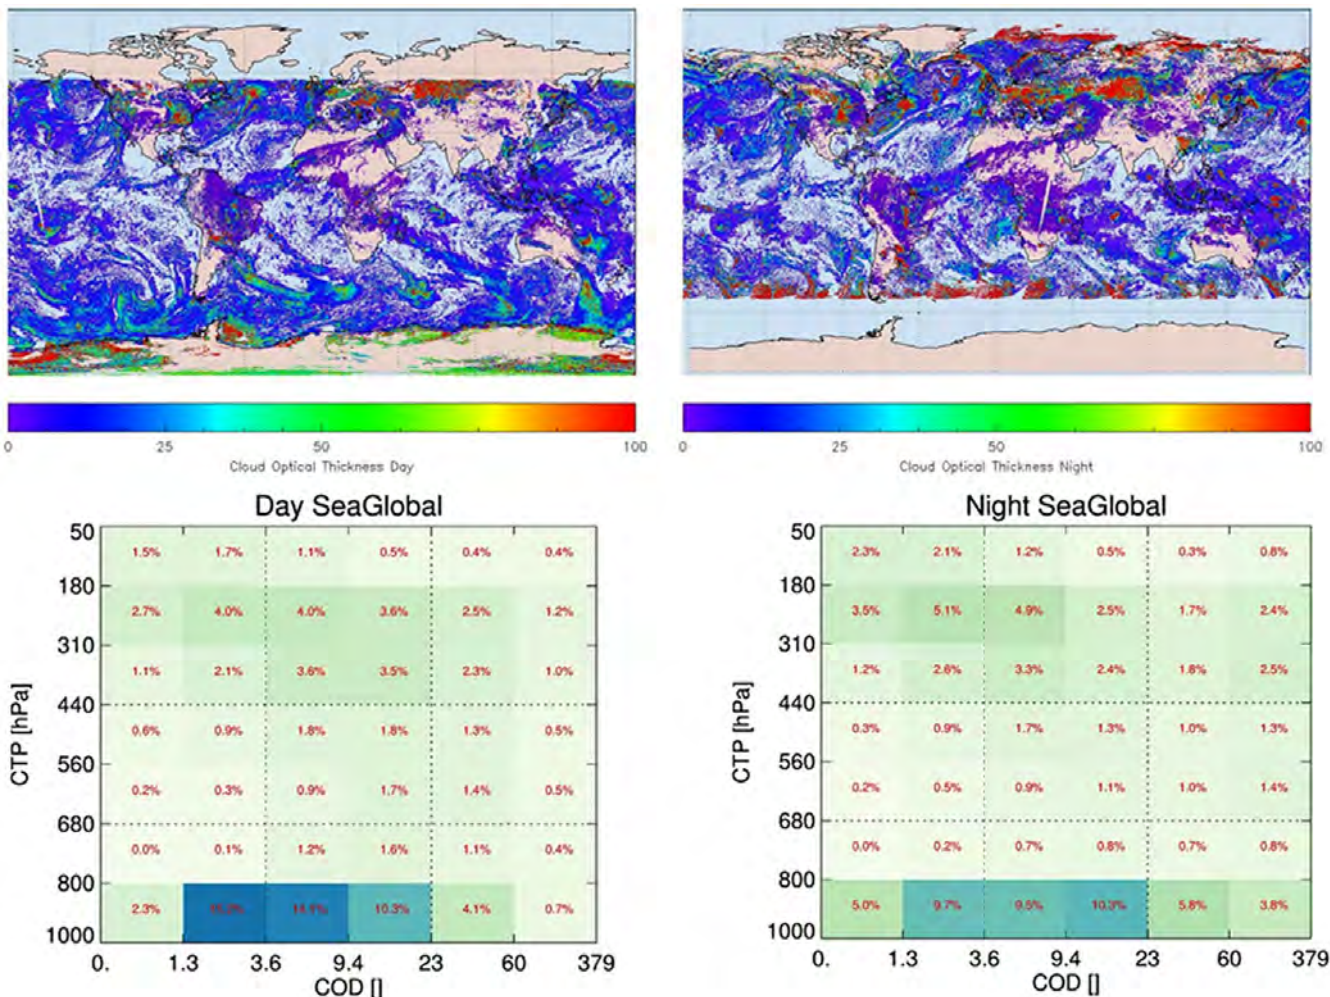 0 25 50 100
Cloud Optical Thickness Day
0 25 50 100
Cloud Optical Thickness Night
Day SeaGlobal
50
1.5% 1.7% 1.1% 0.5% 0.4% 0.4%
180
2.7% 4.0% 4.0% 3.6% 2.5% 1.2%
310
1.1% 2.1% 3.6% 3.5% 2.3% 1.0%
440
0.6% 0.9% 1.8% 1.8% 1.3% 0.5%
560
0.2% 0.3% 0.9% 1.7% 1.4% 0.5%
680
0.0% 0.1% 1.2% 1.6% 1.1% 0.4%
800
2.3% 10.3% 4.1% 0.7%
1000
CTP [hPa]
0. 1.3 3.6 9.4 23 60 379
COD []
Night SeaGlobal
50
2.3% 2.1% 1.2% 0.5% 0.3% 0.8%
180
3.5% 5.1% 4.9% 2.5% 1.7% 2.4%
310
1.2% 2.6% 3.3% 2.4% 1.8% 2.5%
440
0.3% 0.9% 1.7% 1.3% 1.0% 1.3%
560
0.2% 0.5% 0.9% 1.1% 1.0% 1.4%
680
0.0% 0.2% 0.7% 0.8% 0.7% 0.8%
800
5.0% 9.7% 9.5% 10.3% 5.8% 3.8%
1000
CTP [hPa]
0. 1.3 3.6 9.4 23 60 379
COD []